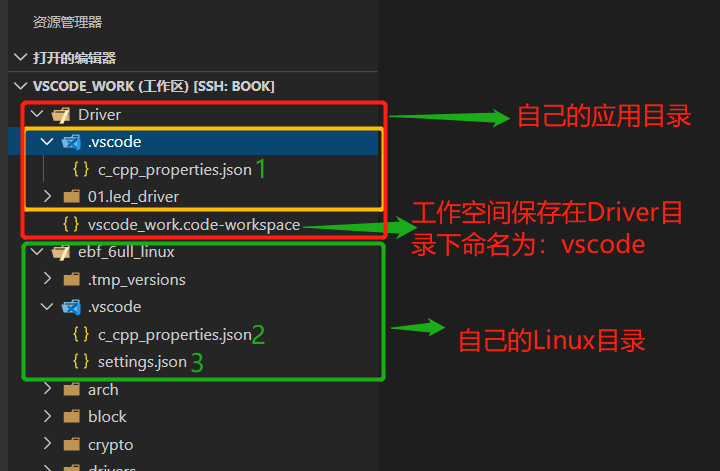 资源管理器
打开的编辑器
VSCODE_WORK (工作区) [SSH: BOOK]
Driver
自己的应用目录
.vscode
{ } c_cpp_properties.json 1
01.led_driver
{ } vscode_work.code-workspace
工作空间保存在Driver目
录下命名为：vscode
ebf_6ull_linux
.tmp_versions
.vscode
{ } c_cpp_properties.json 2
自己的Linux目录
{ } settings.json 3
arch
block
crypto
drivers